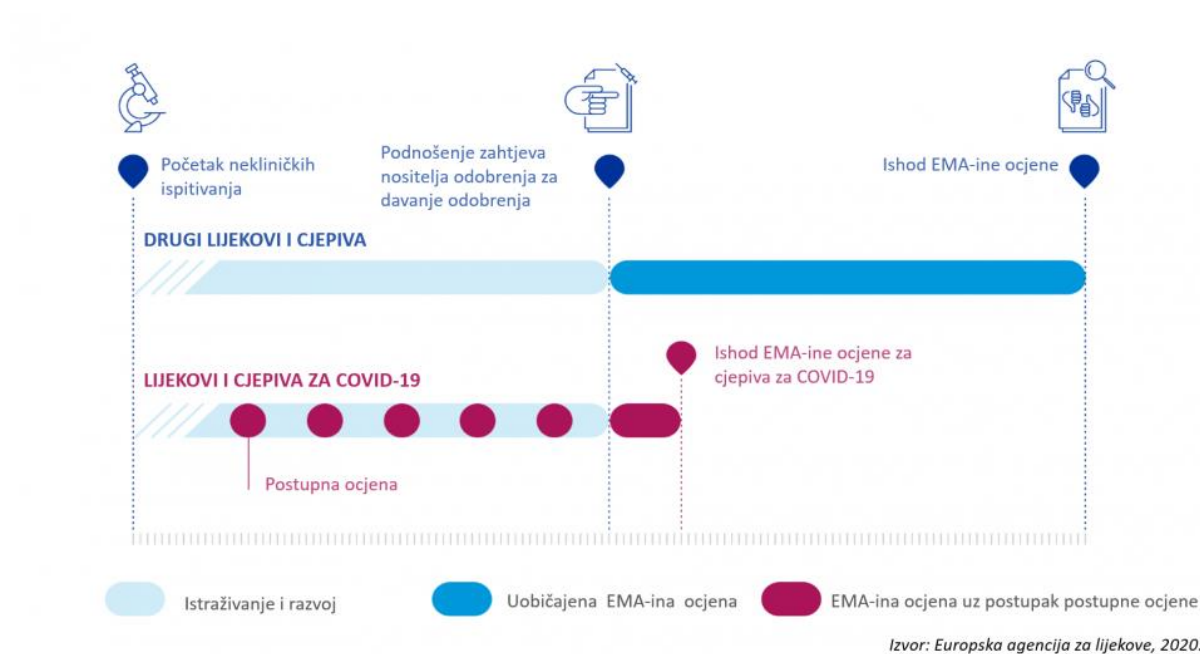 Početak nekliničkih
ispitivanja
Podnošenje zahtjeva
nositelja odobrenja za
davanje odobrenja
Ishod EMA-ine ocjene
DRUGI LIJEKOVI I CJEPIVA
LIJEKOVI I CJEPIVA ZA COVID-19
Ishod EMA-ine ocjene za
cjepiva za COVID-19
Postupna ocjena
Istraživanje i razvoj
Uobičajena EMA-ina ocjena
EMA-ina ocjena uz postupak postupne ocjene
Izvor: Europska agencija za lijekove, 2020.